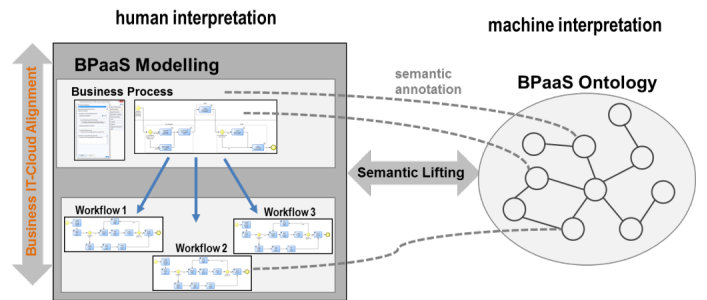 human interpretation
machine interpretation
Business IT-Cloud Alignment
BPaaS Modelling
Business Process
Workflow 1
Workflow 2
Workflow 3
semantic
annotation
Semantic Lifting
BPaaS Ontology